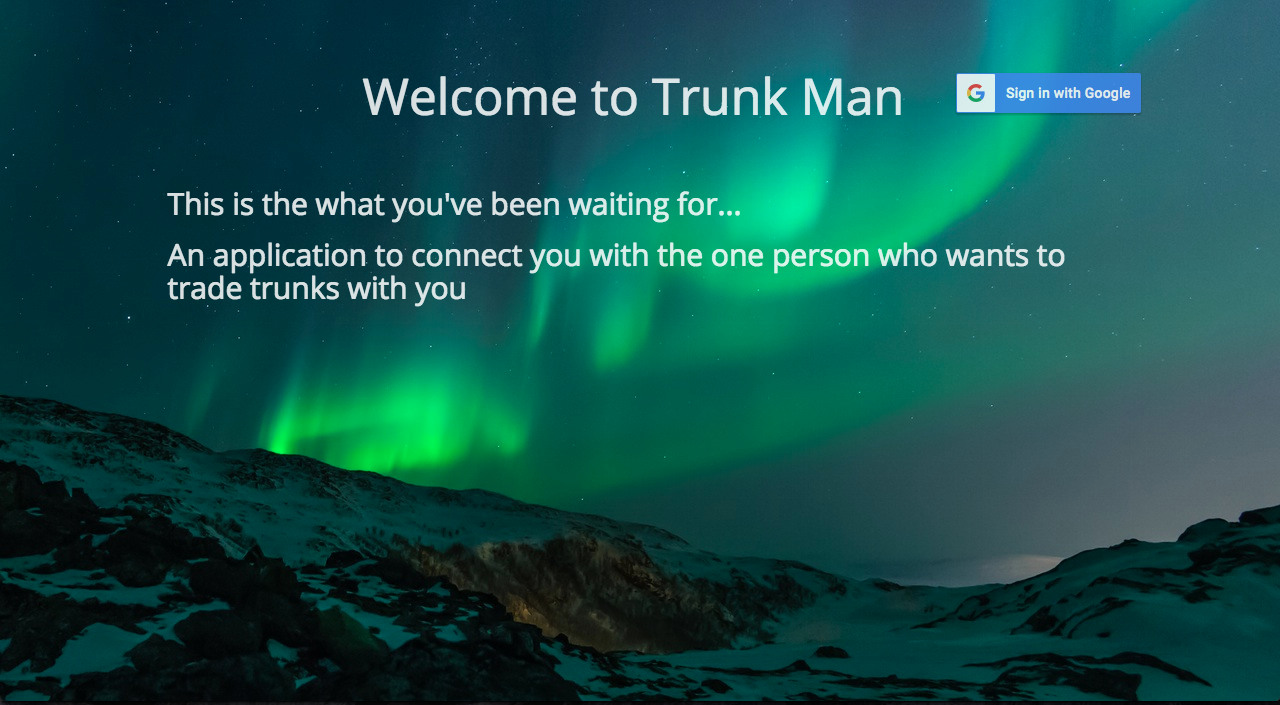 Welcome to Trunk Man
Sign in with Google
This is the what you've been waiting for...
An application to connect you with the one person who wants to
trade trunks with you